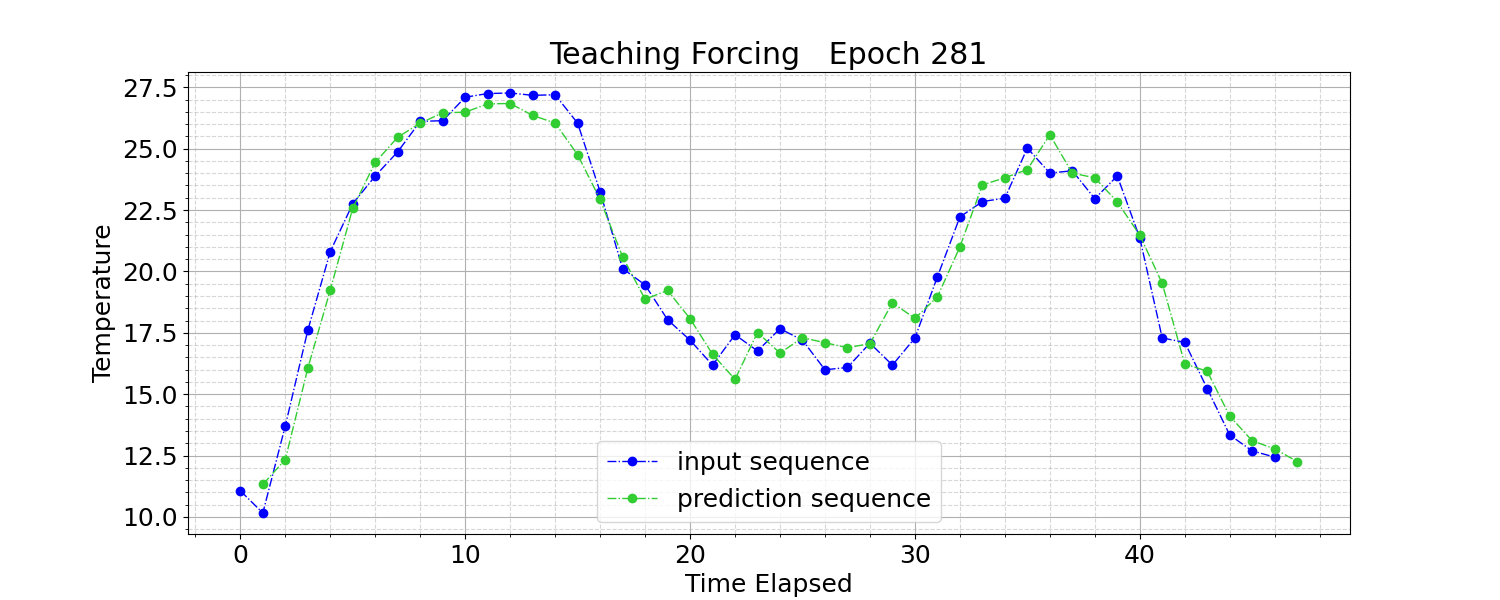 Teaching Forcing   Epoch 281
27.5
25.0
22.5
20.0
17.5
15.0
12.5
10.0
Temperature
input sequence
prediction sequence
0 10 20 30 40
Time Elapsed